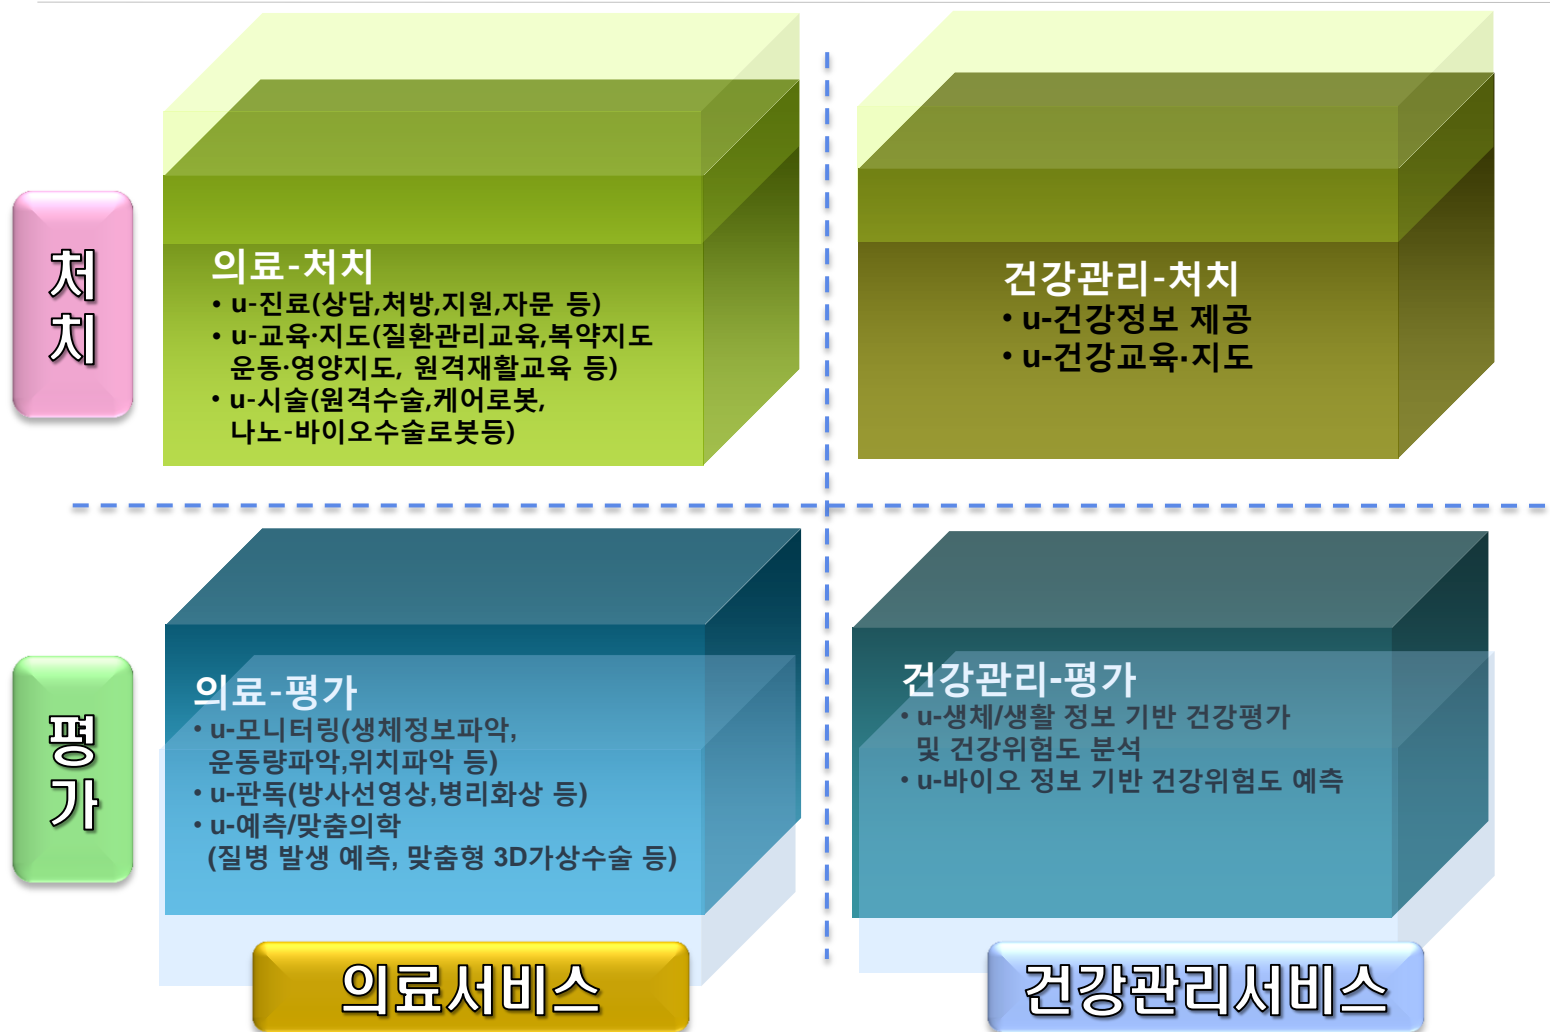 처
치
의료-처치
• u-진료(상담,처방,지원,자문 등)
• u-교육·지도(질환관리교육,복약지도
운동·영양지도, 원격재활교육 등)
• u-시술(원격수술,케어로봇,
나노-바이오수술로봇등)
건강관리-처치
• u-건강정보 제공
• u-건강교육·지도
평
가
의료-평가
• u-모니터링(생체정보파악,
운동량파악,위치파악 등)
• u-판독(방사선영상,병리화상 등)
• u-예측/맞춤의학
(질병 발생 예측, 맞춤형 3D가상수술 등)
건강관리-평가
• u-생체/생활 정보 기반 건강평가
및 건강위험도 분석
• u-바이오 정보 기반 건강위험도 예측
의료서비스
건강관리서비스